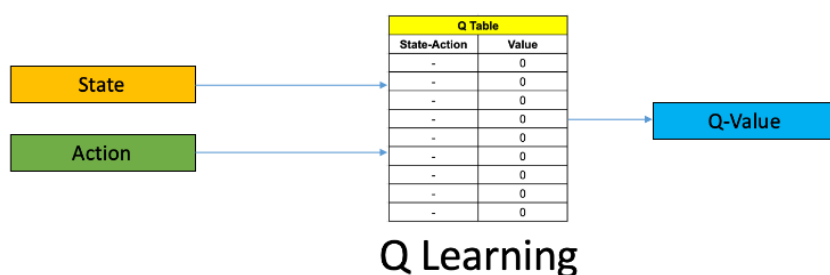 Q Table
State-Action Value
- 0
- 0
- 0
- 0
- 0
- 0
- 0
- 0
- 0
State
Action
Q-Value
Q Learning